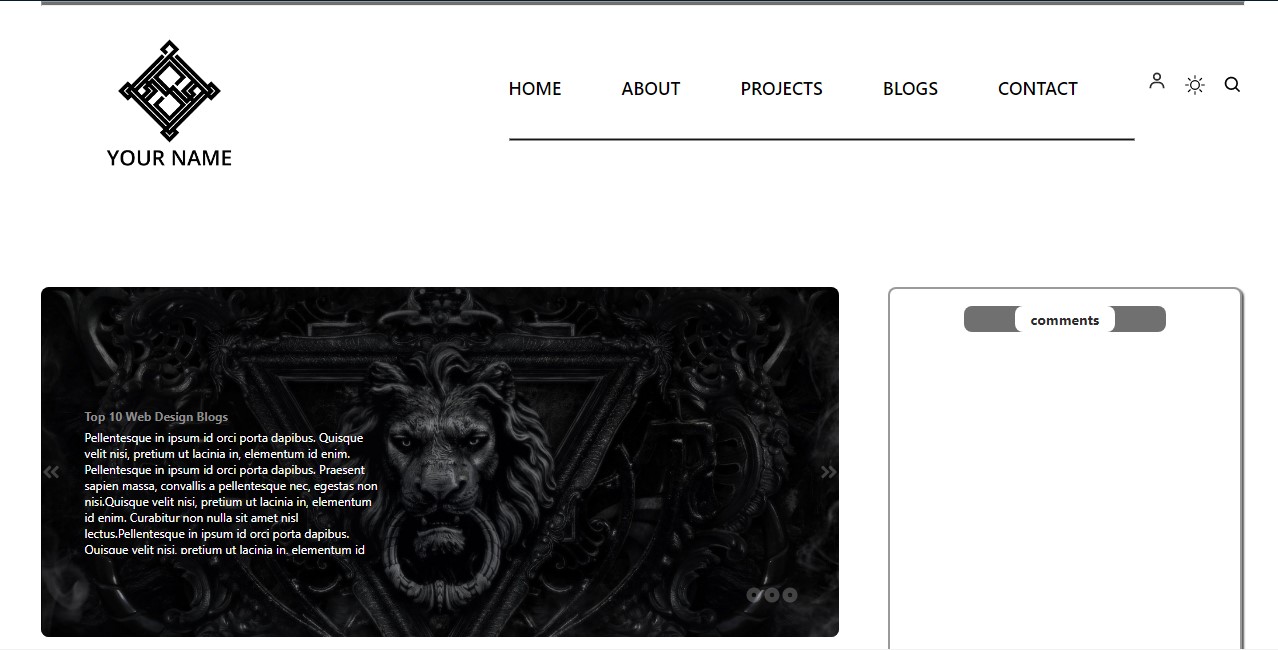 YOUR NAME
HOME ABOUT PROJECTS BLOGS CONTACT
Top 10 Web Design Blogs
Pellentesque in ipsum id orci porta dapibus. Quisque
velit nisi, pretium ut lacinia in, elementum id enim.
Pellentesque in ipsum id orci porta dapibus. Praesent
sapien massa, convallis a pellentesque nec, egestas non
nisi.Quisque velit nisi, pretium ut lacinia in, elementum
id enim. Curabitur non nulla sit amet nisl
lectus.Pellentesque in ipsum id orci porta dapibus.
Quisque velit nisi, pretium ut lacinia in, elementum id
comments